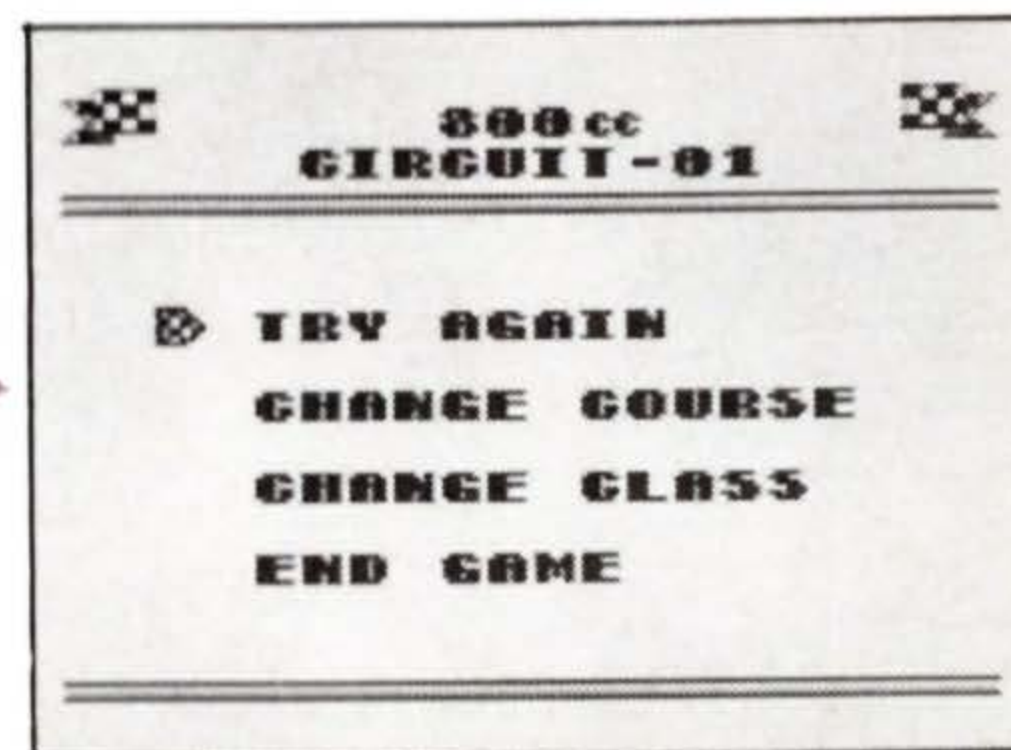 800cc
CIRCUIT-01
TRY AGAIN
CHANGE COURSE
CHANGE CLASS
END GAME